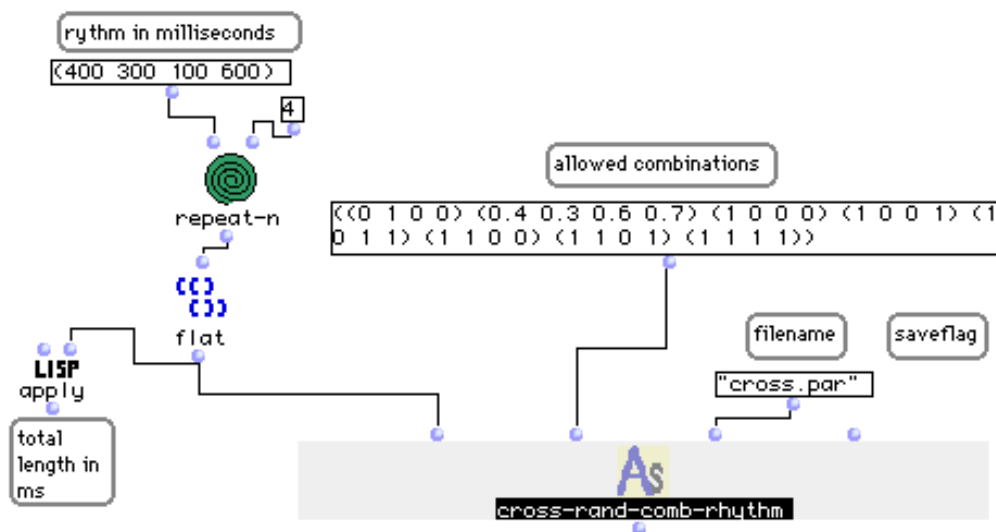 rythm in milliseconds
(400 300 100 600)
4
allowed combinations
repeat-n
((0 1 0 0) (0.4 0.3 0.6 0.7) (1 0 0 0) (1 0 0 1) (1
0 1 1) (1 1 0 0) (1 1 0 1) (1 1 1 1))
(()
())
flat
filename
saveflag
LISP
apply
"cross.par"
total
length in
ms
As
cross-rand-comb-rhythm